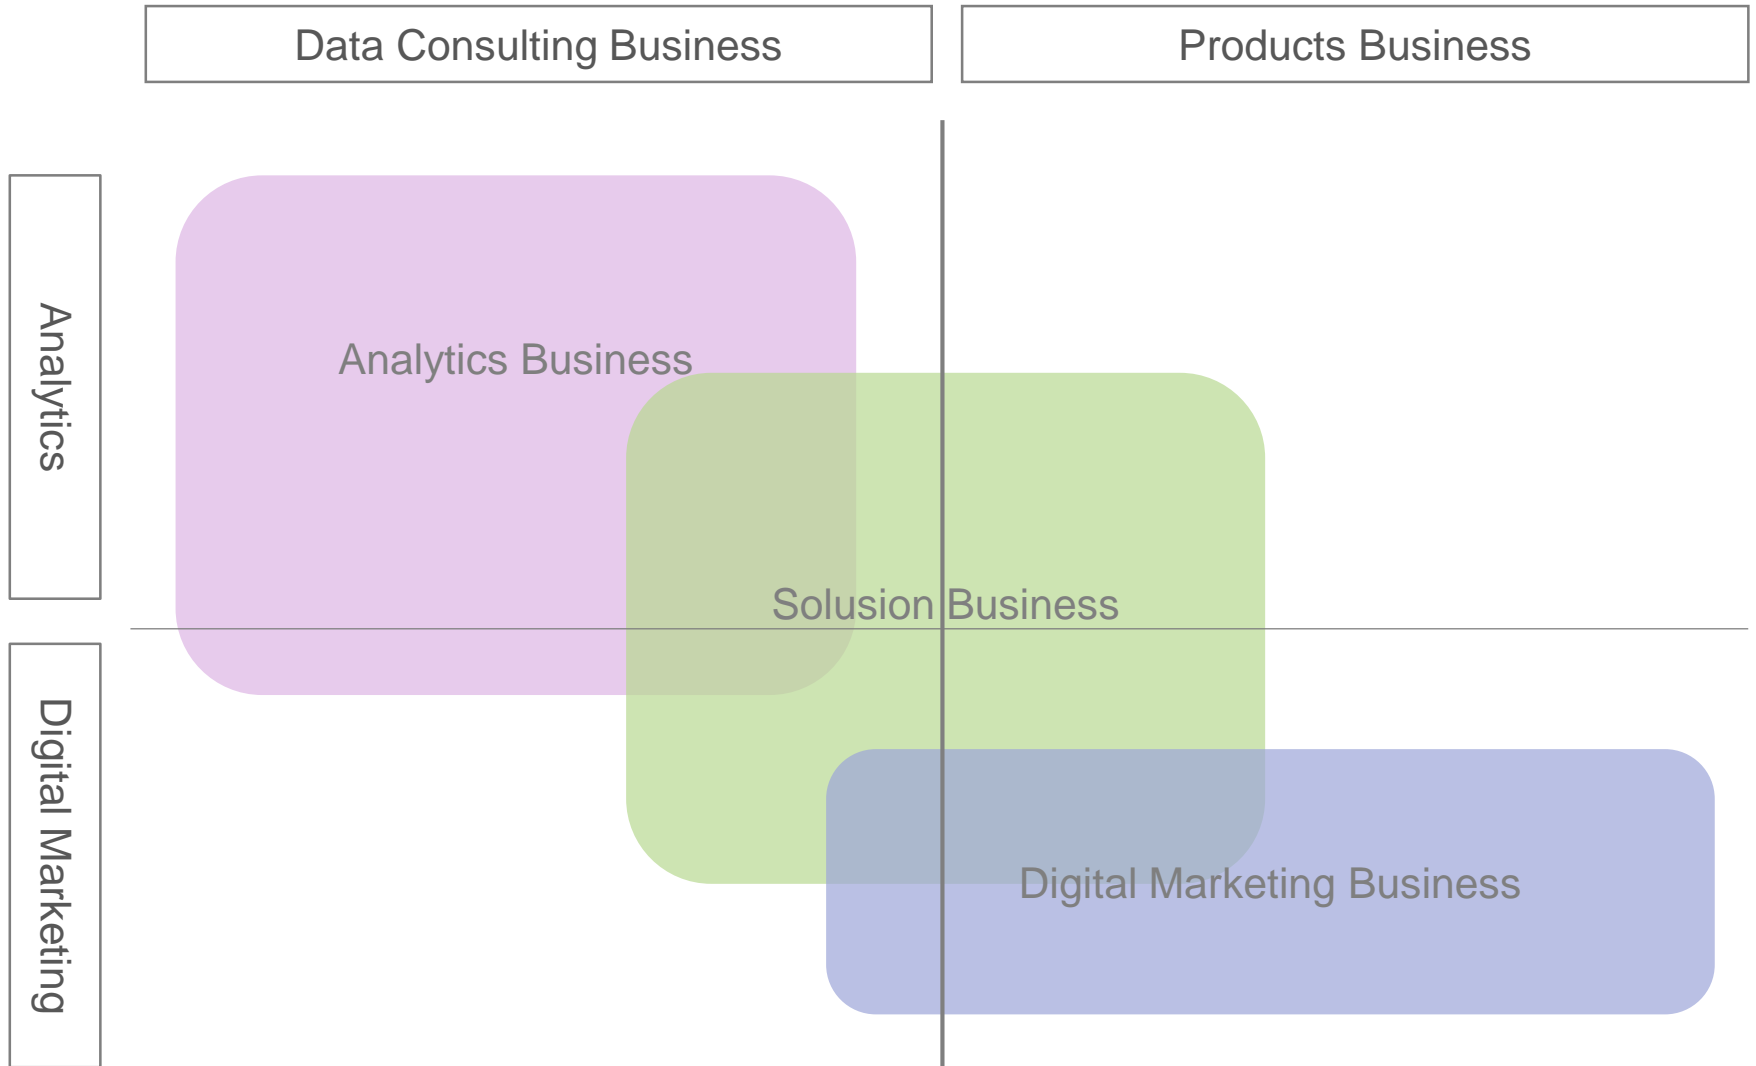 Data Consulting Business
Products Business
Analytics
Analytics Business
Solusion Business
Digital Marketing
Digital Marketing Business